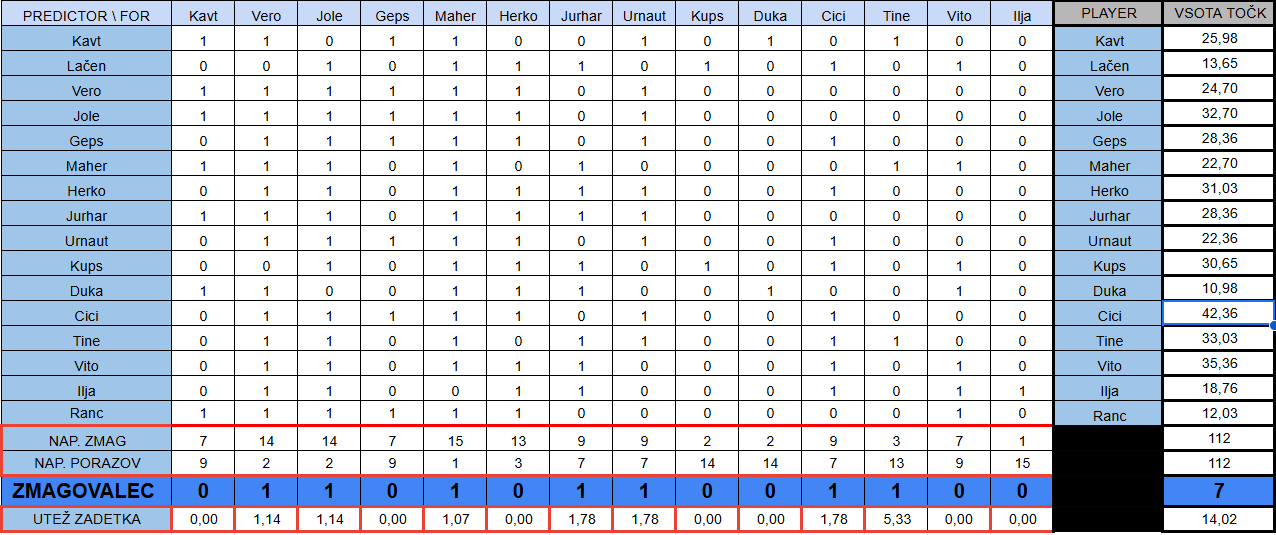 PREDICTOR \ FOR Kavt Vero Jole Geps Maher Herko Jurhar Urnaut Kups Duka Cici Tine Vito Ilja PLAYER VSOTA TOČK
Kavt 1 1 0 1 1 0 0 1 0 1 0 1 0 0 Kavt 25,98
Lačen 0 0 1 0 1 1 1 0 1 0 1 0 1 0 Lačen 13,65
Vero 1 1 1 1 1 1 0 1 0 0 0 0 0 0 Vero 24,70
Jole 1 1 1 1 1 1 0 1 0 0 0 0 0 0 Jole 32,70
Geps 0 1 1 1 1 1 0 1 0 0 1 0 0 0 Geps 28,36
Maher 1 1 1 0 1 0 1 0 0 0 0 1 1 0 Maher 22,70
Herko 0 1 1 0 1 1 1 1 0 0 1 0 0 0 Herko 31,03
Jurhar 1 1 1 0 1 1 1 1 0 0 0 0 0 0 Jurhar 28,36
Urnaut 0 1 1 1 1 1 0 1 0 0 1 0 0 0 Urnaut 22,36
Kups 0 0 1 0 1 1 1 0 1 0 1 0 1 0 Kups 30,65
Duka 1 1 0 0 1 1 1 0 0 1 0 0 1 0 Duka 10,98
Cici 0 1 1 1 1 1 0 1 0 0 1 0 0 0 Cici 42,36
Tine 0 1 1 0 1 0 1 1 0 0 1 1 0 0 Tine 33,03
Vito 0 1 1 0 1 1 1 0 0 0 1 0 1 0 Vito 35,36
Ilja 0 1 1 0 0 1 1 0 0 0 1 0 1 1 Ilja 18,76
Ranc 1 1 1 1 1 1 0 0 0 0 0 0 1 0 Ranc 12,03
NAP. ZMAG 7 14 14 7 15 13 9 9 2 2 9 3 7 1 112
NAP. PORAZOV 9 2 2 9 1 3 7 7 14 14 7 13 9 15 112
ZMAGOVALEC 0 1 1 0 1 0 1 1 0 0 1 1 0 0 7
UTEŽ ZADETKA 0,00 1,14 1,14 0,00 1,07 0,00 1,78 1,78 0,00 0,00 1,78 5,33 0,00 0,00 14,02